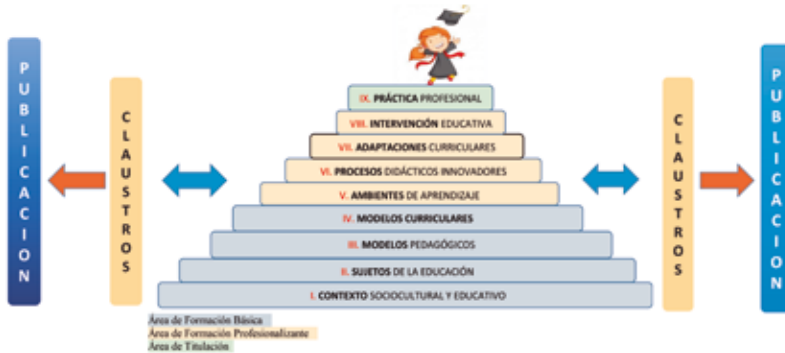 PUBLICACION
CLAUSTROS
IX. PRÁCTICA PROFESIONAL
VIII. INTERVENCIÓN EDUCATIVA
VII. ADAPTACIONES CURRICULARES
VI. PROCESOS DIDÁCTICOS INNOVADORES
V. AMBIENTES DE APRENDIZAJE
IV. MODELOS CURRICULARES
III. MODELOS PEDAGÓGICOS
II. SUJETOS DE LA EDUCACIÓN
I. CONTEXTO SOCIOCULTURAL Y EDUCATIVO
CLAUSTROS
PUBLICACION
Área de Formación Básica
Área de Formación Profesionalizante
Área de Titulación